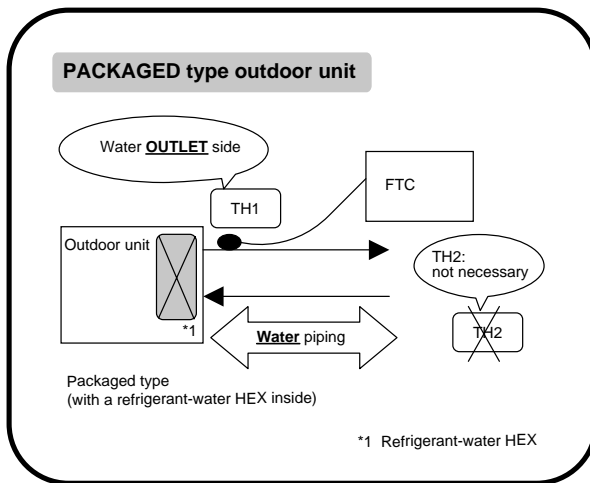 PACKAGED type outdoor unit
Water OUTLET side
TH1
FTC
Outdoor unit
TH2:
not necessary
*1
Water piping
TH2
Packaged type
(with a refrigerant-water HEX inside)
*1 Refrigerant-water HEX